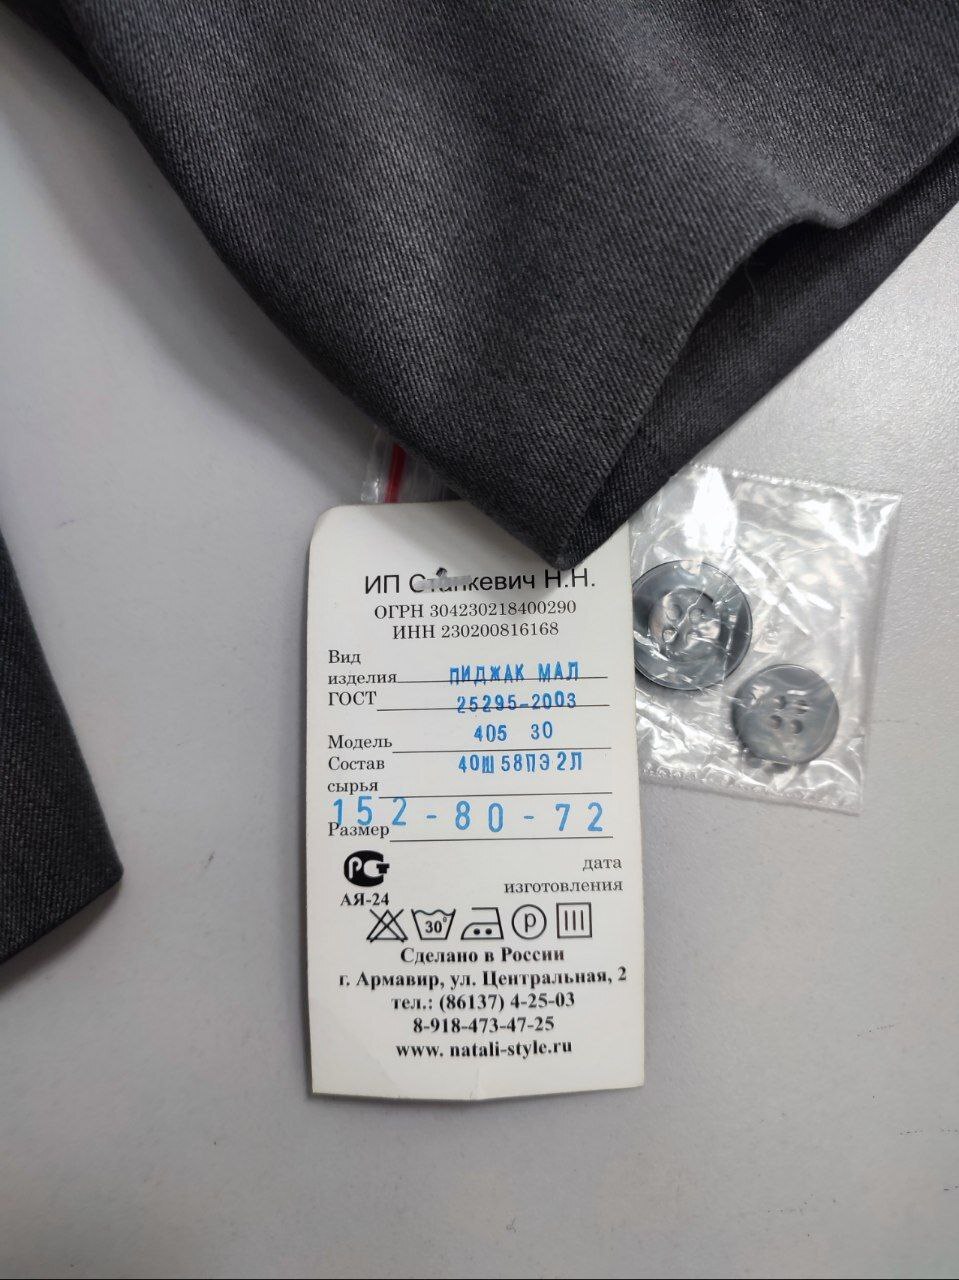 ИП Станкевич Н.Н.
ОГРН 304230218400290
ИНН 230200816168
Вид
изделия ПИДЖАК МАЛ
ГОСТ 25295-2003
Модель 405 30
Состав 40Ш 58ПЭ 2Л
сырья
Размер 152-80-72
РСТ
АЯ-24
дата
изготовления
30°
P
Сделано в России
г. Армавир, ул. Центральная, 2
тел.: (86137) 4-25-03
8-918-473-47-25
www. natali-style.ru